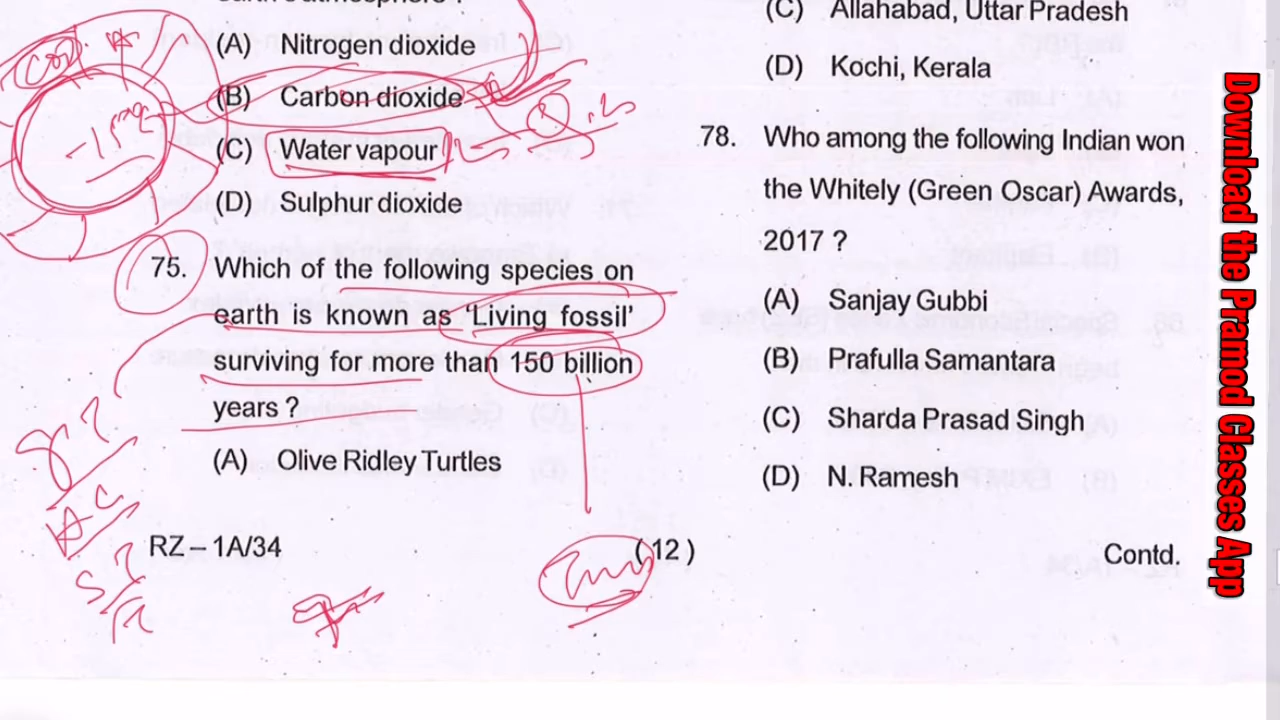 earth's atmosphere ?
(A) Nitrogen dioxide
(B) Carbon dioxide
(C) Water vapour
(D) Sulphur dioxide
75. Which of the following species on
earth is known as 'Living fossil'
surviving for more than 150 billion
years ?
(A) Olive Ridley Turtles
RZ – 1A/34
( 12 )
(C) Allahabad, Uttar Pradesh
(D) Kochi, Kerala
78. Who among the following Indian won
the Whitely (Green Oscar) Awards,
2017 ?
(A) Sanjay Gubbi
(B) Prafulla Samantara
(C) Sharda Prasad Singh
(D) N. Ramesh
Contd.
Download the Pramod Classes App